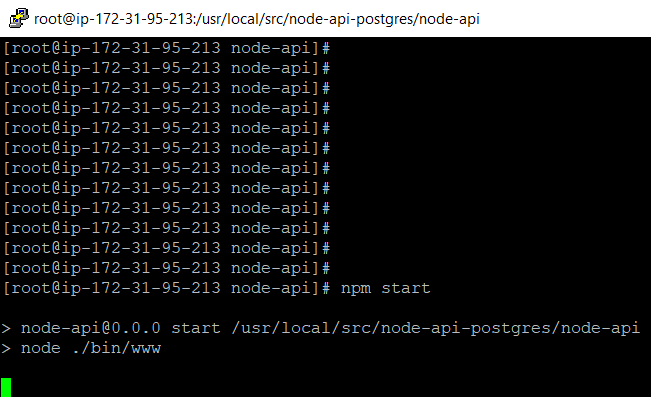 root@ip-172-31-95-213:/usr/local/src/node-api-postgres/node-api
[root@ip-172-31-95-213 node-api]#
[root@ip-172-31-95-213 node-api]#
[root@ip-172-31-95-213 node-api]#
[root@ip-172-31-95-213 node-api]#
[root@ip-172-31-95-213 node-api]#
[root@ip-172-31-95-213 node-api]#
[root@ip-172-31-95-213 node-api]#
[root@ip-172-31-95-213 node-api]#
[root@ip-172-31-95-213 node-api]#
[root@ip-172-31-95-213 node-api]#
[root@ip-172-31-95-213 node-api]#
[root@ip-172-31-95-213 node-api]#
[root@ip-172-31-95-213 node-api]# npm start
> node-api@0.0.0 start /usr/local/src/node-api-postgres/node-api
> node ./bin/www